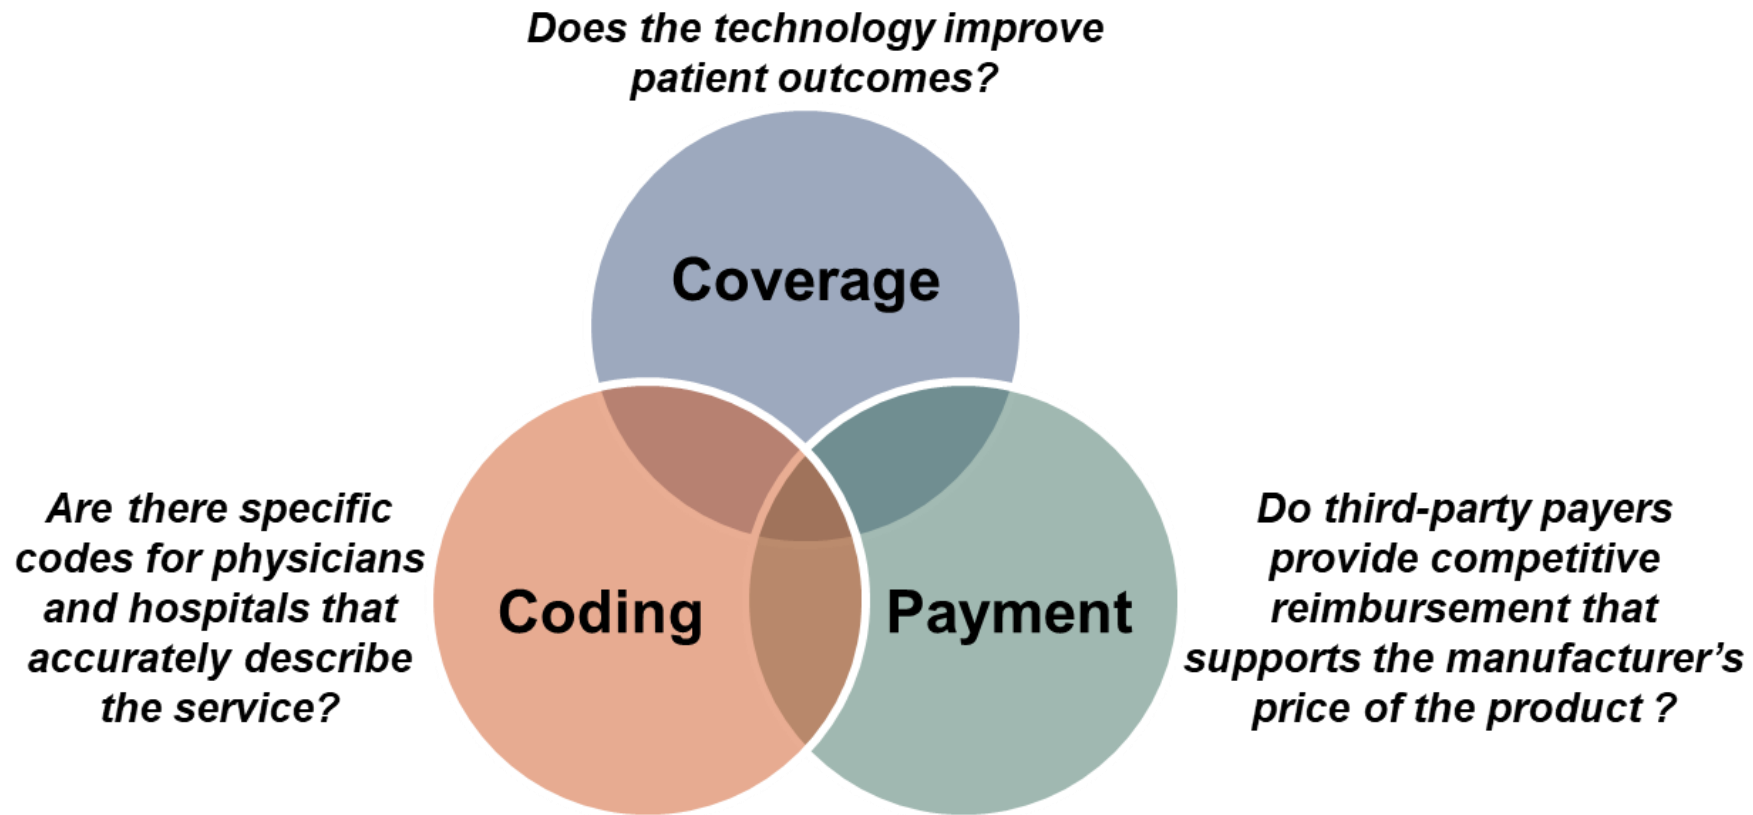 Does the technology improve
patient outcomes?
Coverage
Are there specific
codes for physicians
and hospitals that
accurately describe
the service?
Coding
Payment
Do third-party payers
provide competitive
reimbursement that
supports the manufacturer’s
price of the product ?